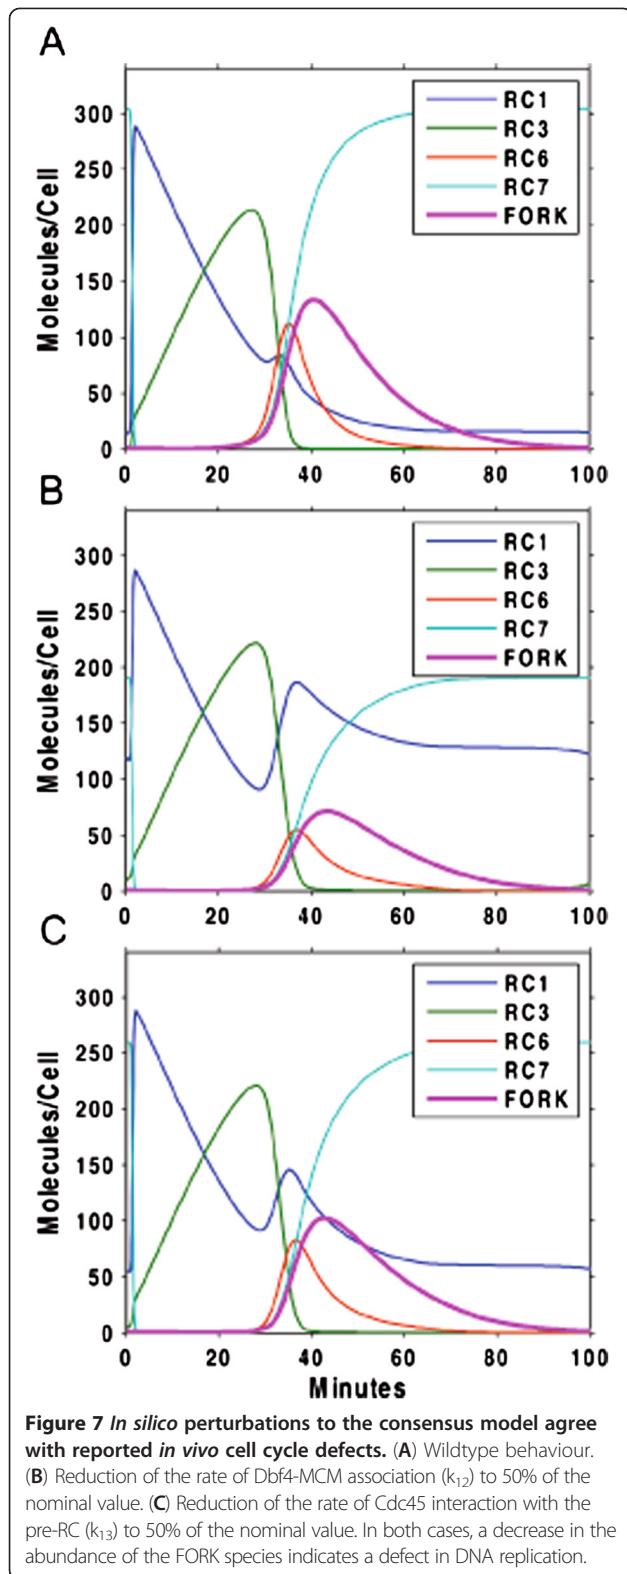 A
Molecules/Cell
300
250
200
150
100
50
0
RC1
RC3
RC6
RC7
FORK
0 20 40 60 80 100
B
Molecules/Cell
300
250
200
150
100
50
0
RC1
RC3
RC6
RC7
FORK
0 20 40 60 80 100
C
Molecules/Cell
300
250
200
150
100
50
0
RC1
RC3
RC6
RC7
FORK
0 20 40 60 80 100
Minutes
Figure 7 In silico perturbations to the consensus model agree
with reported in vivo cell cycle defects. (A) Wildtype behaviour.
(B) Reduction of the rate of Dbf4-MCM association (k₁₂) to 50% of the
nominal value. (C) Reduction of the rate of Cdc45 interaction with the
pre-RC (k₁₃) to 50% of the nominal value. In both cases, a decrease in the
abundance of the FORK species indicates a defect in DNA replication.